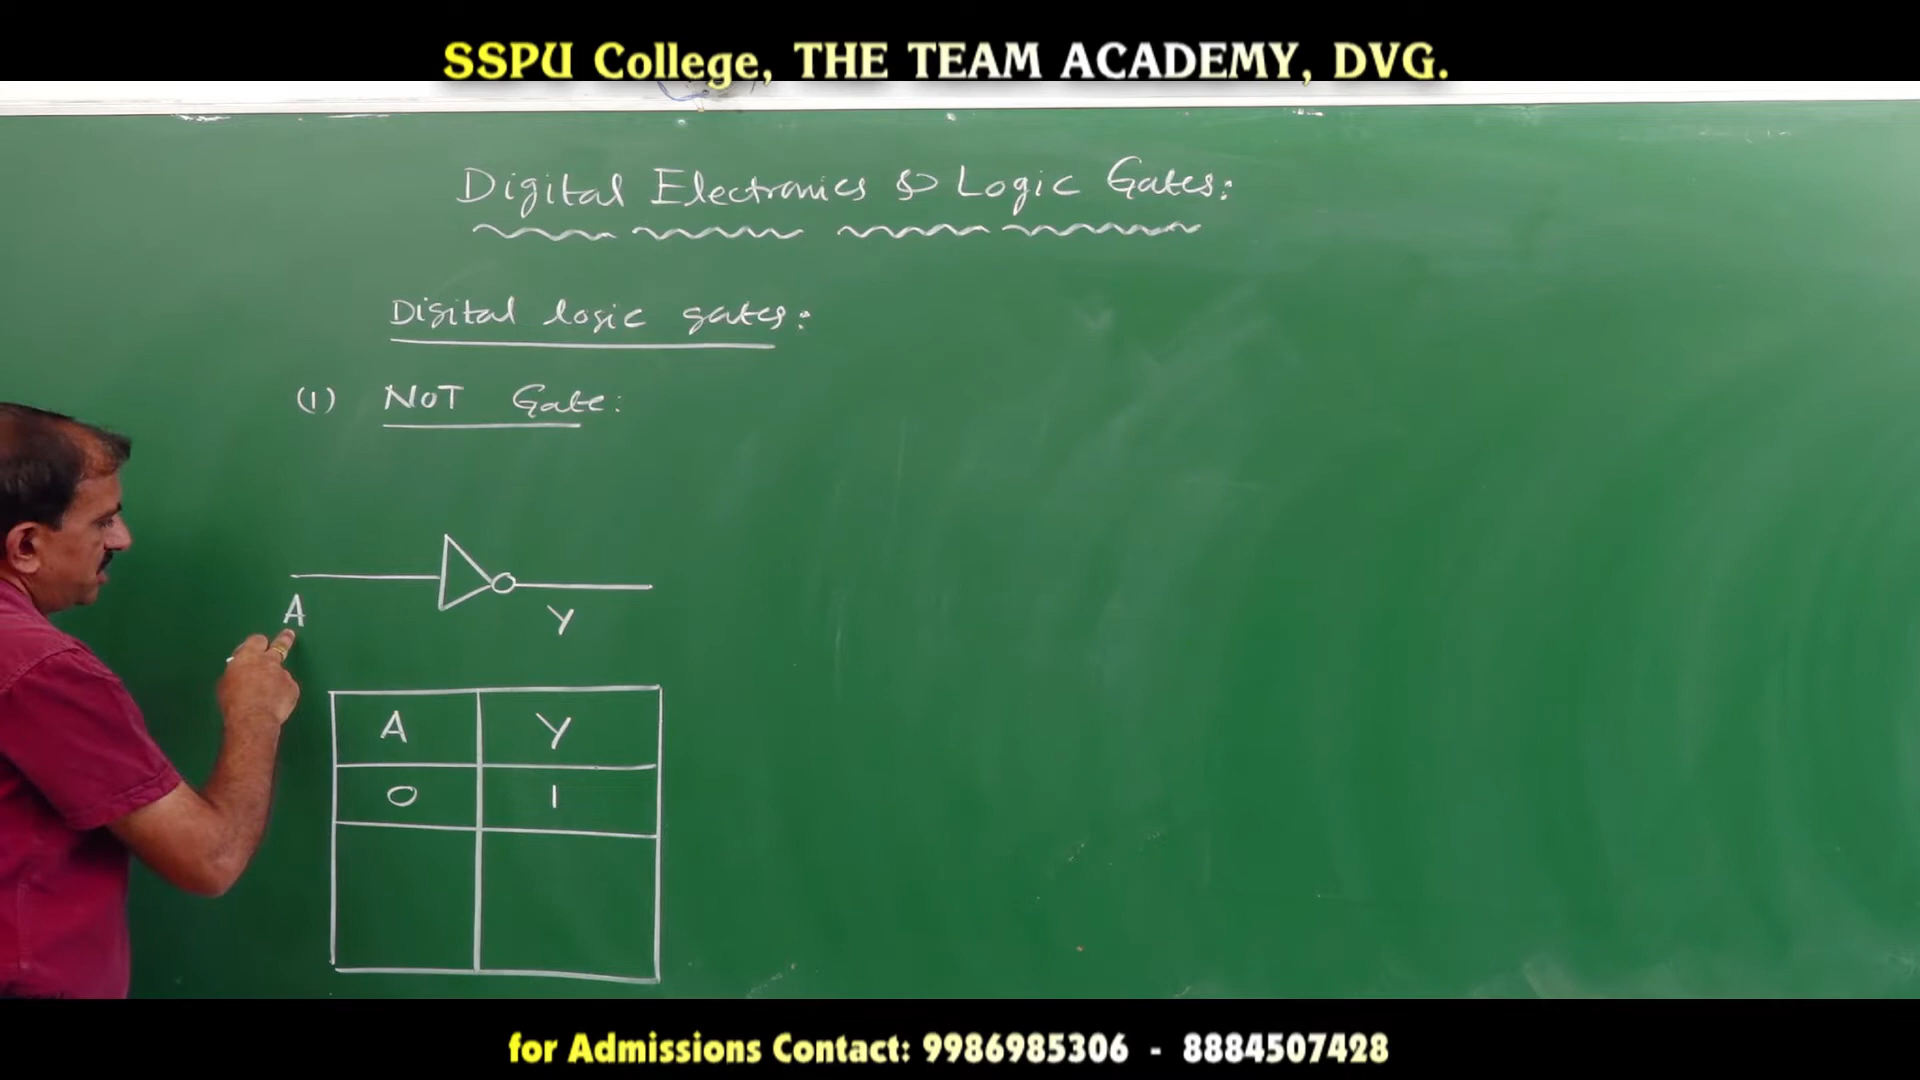 SSPU College, THE TEAM ACADEMY, DVG.
Digital Electronics & Logic Gates:
Digital logic gates:
(1) NOT Gate:
A
Y
A Y
0 1
for Admissions Contact: 9986985306 - 8884507428